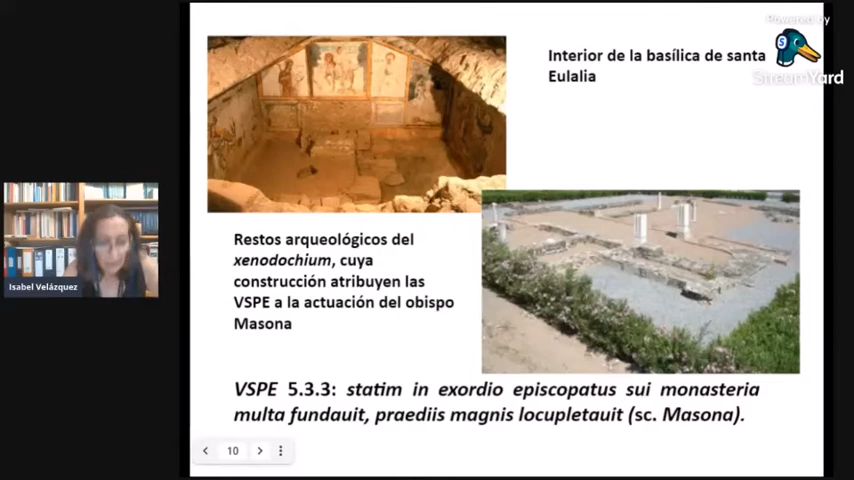 Powered by
StreamYard
Interior de la basílica de santa
Eulalia
Restos arqueológicos del
xenodochium, cuya
construcción atribuyen las
VSPE a la actuación del obispo
Masona
Isabel Velázquez
VSPE 5.3.3: statim in exordio episcopatus sui monasteria
multa fundauit, praediis magnis locupletauit (sc. Masona).
10